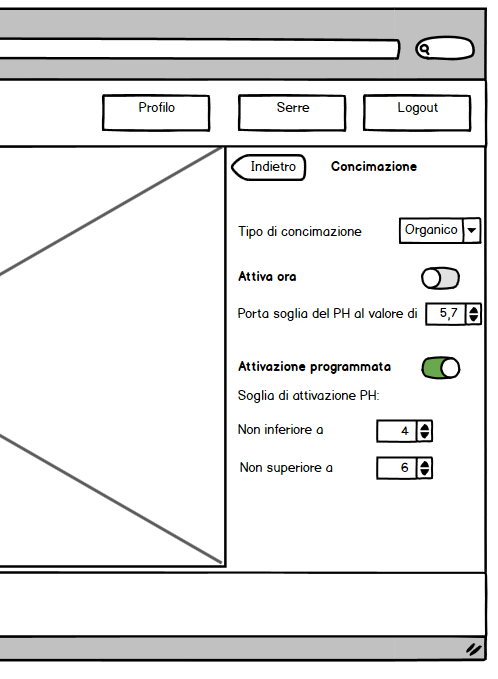 Profilo
Serre
Logout
Indietro
Concimazione
Tipo di concimazione
Organico
Attiva ora
Porta soglia del PH al valore di
5,7
Attivazione programmata
Soglia di attivazione PH:
Non inferiore a
4
Non superiore a
6